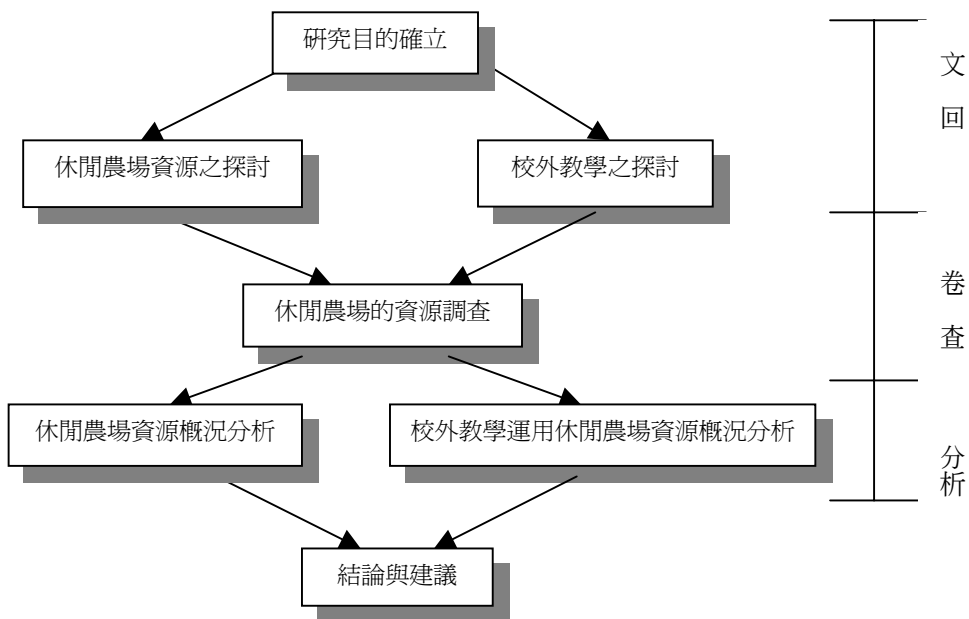 研究目的確立
休閒農場資源之探討
校外教學之探討
休閒農場的資源調查
休閒農場資源概況分析
校外教學運用休閒農場資源概況分析
結論與建議
文
回
卷
查
分
析